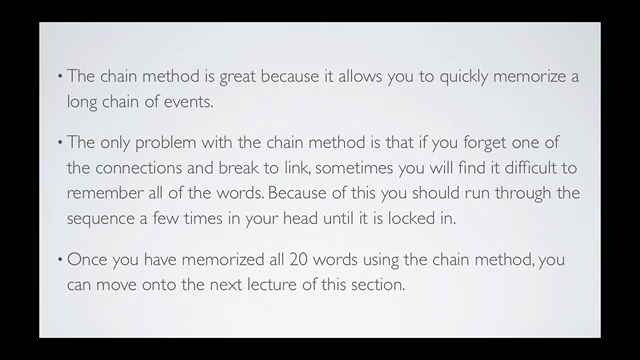 • The chain method is great because it allows you to quickly memorize a
long chain of events.
• The only problem with the chain method is that if you forget one of
the connections and break to link, sometimes you will find it difficult to
remember all of the words. Because of this you should run through the
sequence a few times in your head until it is locked in.
• Once you have memorized all 20 words using the chain method, you
can move onto the next lecture of this section.